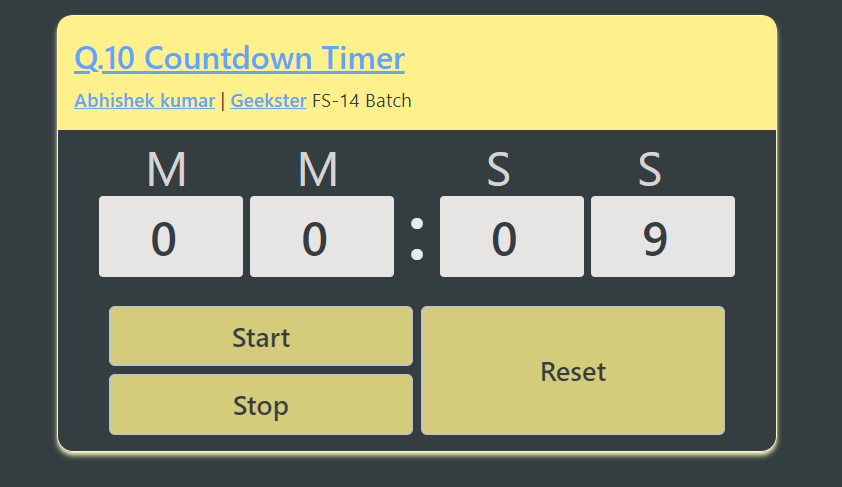 Q.10 Countdown Timer
Abhishek kumar | Geekster FS-14 Batch
M M S S
0 0 : 0 9
Start
Stop
Reset